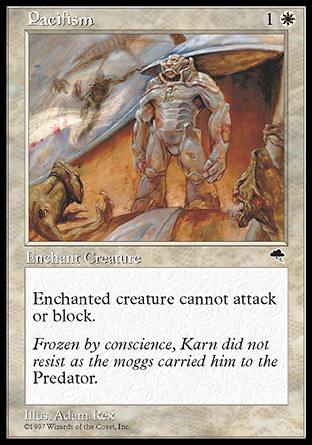 Pacifism 1
Enchant Creature
Enchanted creature cannot attack
or block.
Frozen by conscience, Karn did not
resist as the moggs carried him to the
Predator.
Illus. Adam Rex
©1997 Wizards of the Coast, Inc.